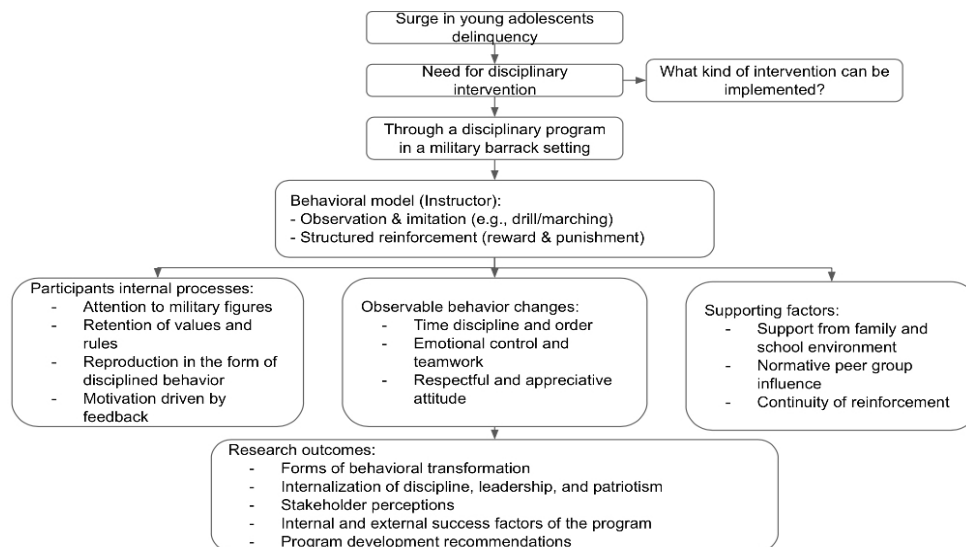 Surge in young adolescents
delinquency
Need for disciplinary
intervention
What kind of intervention can be
implemented?
Through a disciplinary program
in a military barrack setting
Behavioral model (Instructor):
- Observation & imitation (e.g., drill/marching)
- Structured reinforcement (reward & punishment)
Participants internal processes:
- Attention to military figures
- Retention of values and
rules
- Reproduction in the form of
disciplined behavior
- Motivation driven by
feedback
Observable behavior changes:
- Time discipline and order
- Emotional control and
teamwork
- Respectful and appreciative
attitude
Supporting factors:
- Support from family and
school environment
- Normative peer group
influence
- Continuity of reinforcement
Research outcomes:
- Forms of behavioral transformation
- Internalization of discipline, leadership, and patriotism
- Stakeholder perceptions
- Internal and external success factors of the program
- Program development recommendations